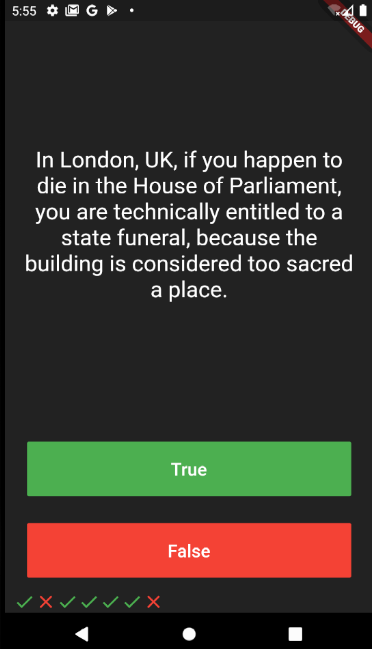 5:55
DEBUG
In London, UK, if you happen to
die in the House of Parliament,
you are technically entitled to a
state funeral, because the
building is considered too sacred
a place.
True
False